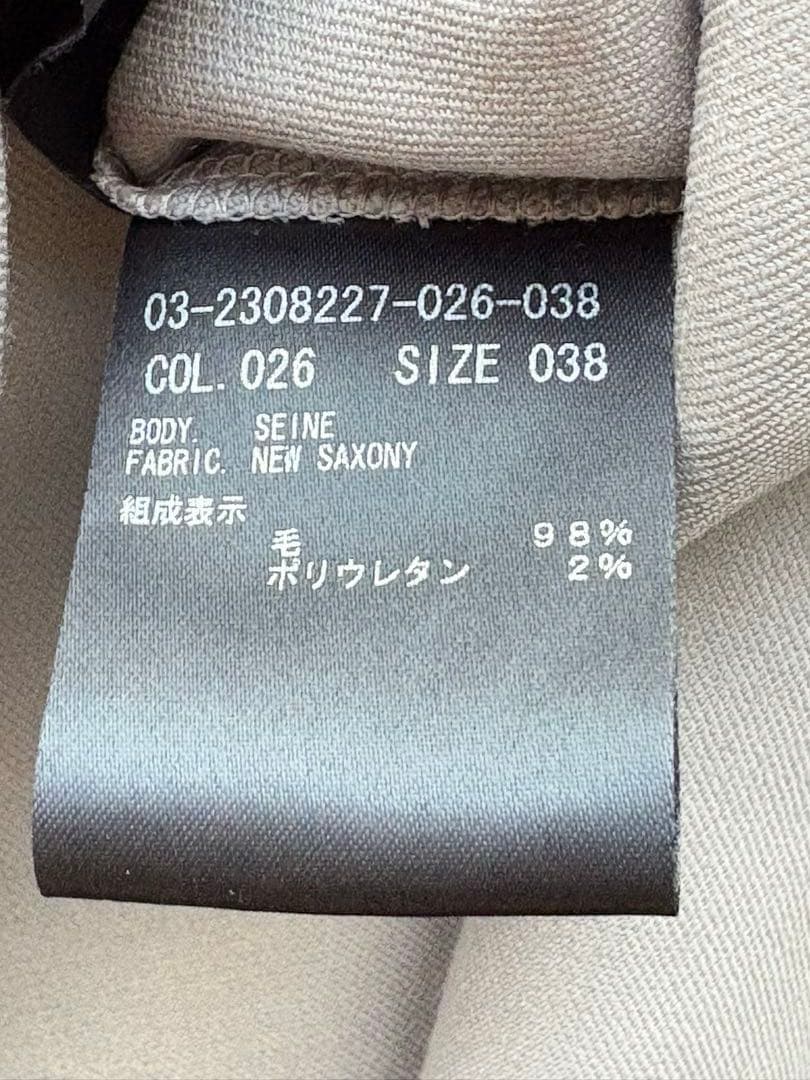 03-2308227-026-038
COL. 026 SIZE 038
BODY. SEINE
FABRIC. NEW SAXONY
組成表示
毛 98%
ポリウレタン 2%